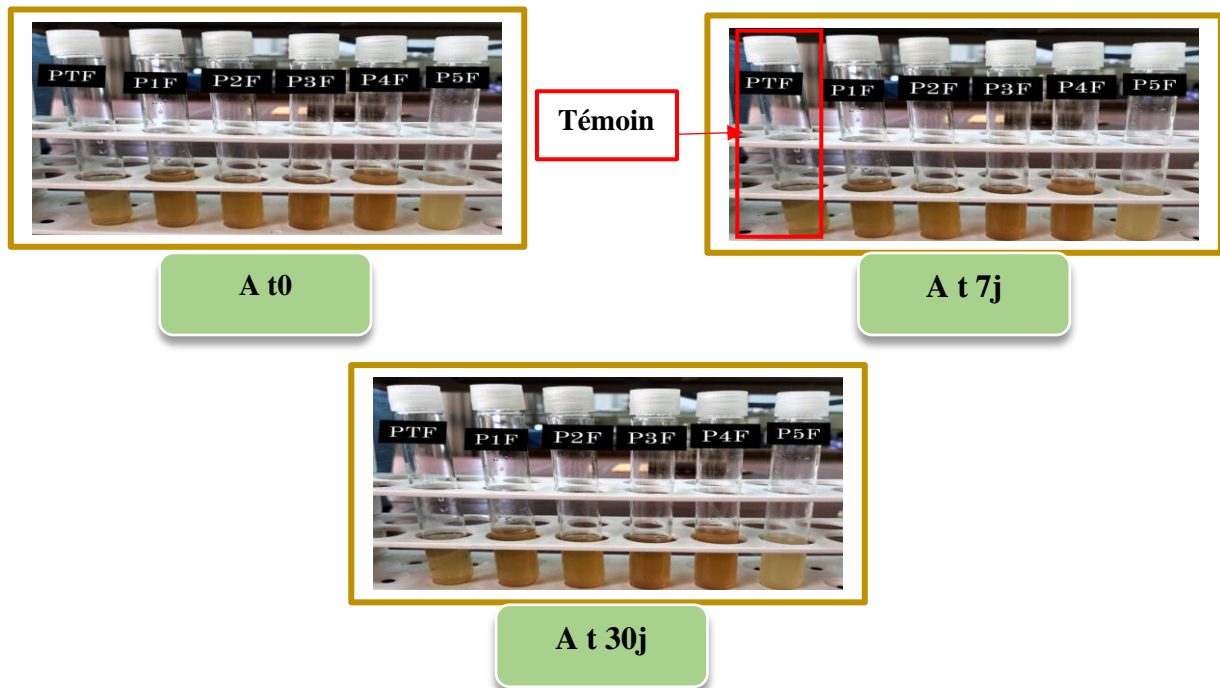 PTF P1F P2F P3F P4F P5F
Témoin
PTF P1F P2F P3F P4F P5F
A t0
A t 7j
PTF P1F P2F P3F P4F P5F
A t 30j